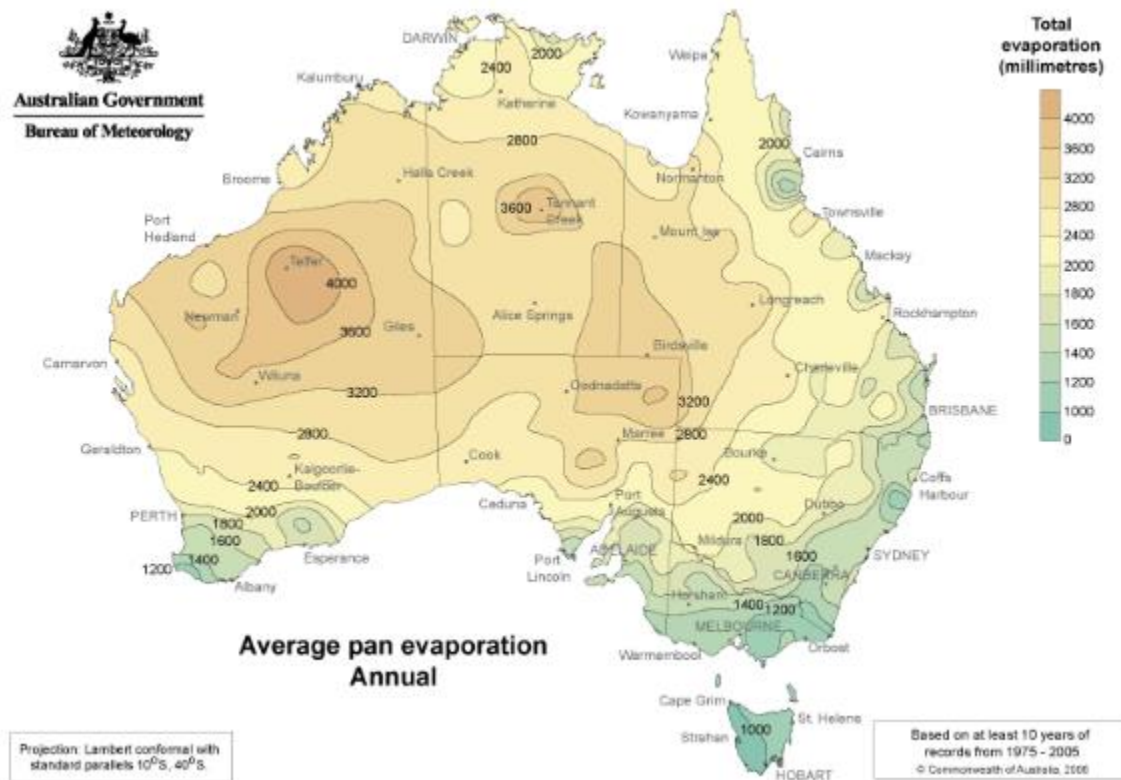 Australian Government
Bureau of Meteorology
Total
evaporation
(millimetres)
4000
3600
3200
2800
2400
2000
1800
1600
1400
1200
1000
0
DARWIN
2000
2400
Weipa
Kalumburu
Katherine
Kowanyama
2800
2000
Cairns
Broome
Halls Creek
Normanton
3600
Tennant
Creek
Townsville
Port
Hedland
Mount Isa
Telfer
Mackay
4000
Newman
Alice Springs
Longreach
3600
Giles
Rockhampton
Carnarvon
Birdsville
Wiluna
Charleville
3200
Oodnadatta
3200
BRISBANE
2800
Marree
2800
Geraldton
Cook
Bourke
Kalgoorlie-
Boulder
2400
2400
Coffs
Harbour
2000
Ceduna
Port
Augusta
PERTH
1800
2000
Dubbo
1600
Mildura
1800
1400
Esperance
ADELAIDE
1600
SYDNEY
1200
Port
Lincoln
CANBERRA
Albany
Horsham
1400
1200
MELBOURNE
Warrnambool
Orbost
Average pan evaporation
Annual
Cape Grim
St. Helens
1000
Strahan
HOBART
Projection: Lambert conformal with
standard parallels 10°S, 40°S.
Based on at least 10 years of
records from 1975 - 2005
© Commonwealth of Australia, 2006